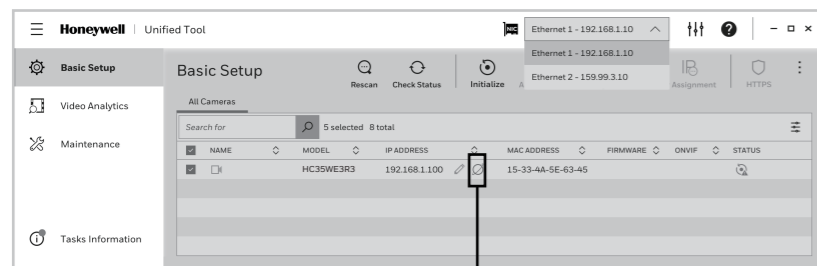 Honeywell | Unified Tool
NIC
Ethernet 1 - 192.168.1.10
Ethernet 1 - 192.168.1.10
Ethernet 2 - 159.99.3.10
Basic Setup
Video Analytics
Maintenance
Tasks Information
Basic Setup
Rescan
Check Status
Initialize
Assignment
HTTPS
All Cameras
Search for
5 selected 8 total
NAME MODEL IP ADDRESS MAC ADDRESS FIRMWARE ONVIF STATUS
HC35WE3R3 192.168.1.100 15-33-4A-5E-63-45